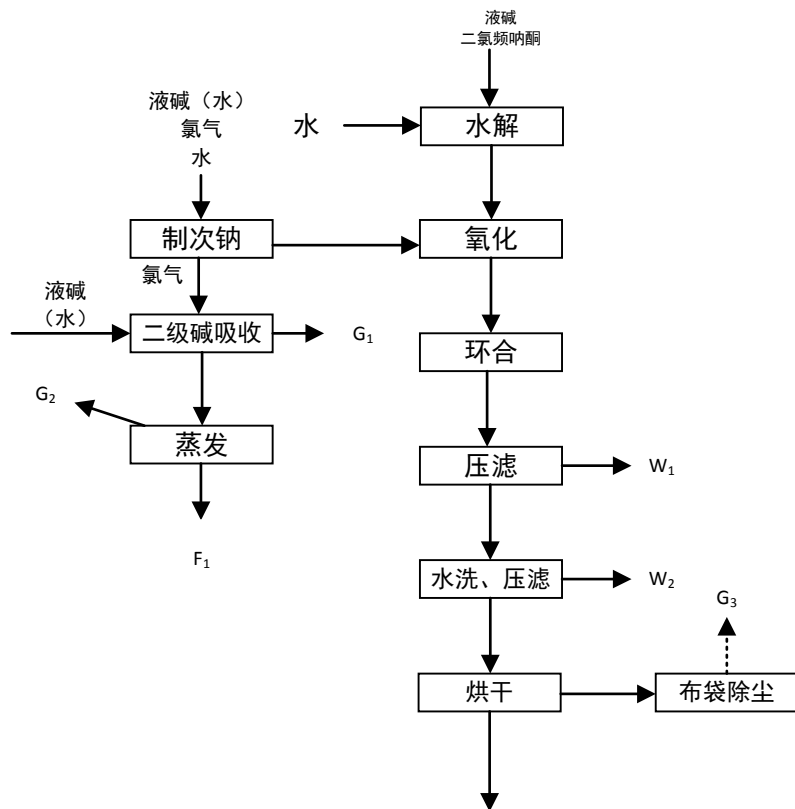 液碱
二氯频呐酮
液碱（水）
氯气
水
水
水解
制次钠
氧化
氯气
液碱
（水）
二级碱吸收
G₁
环合
G₂
蒸发
压滤
W₁
F₁
水洗、压滤
W₂
G₃
烘干
布袋除尘